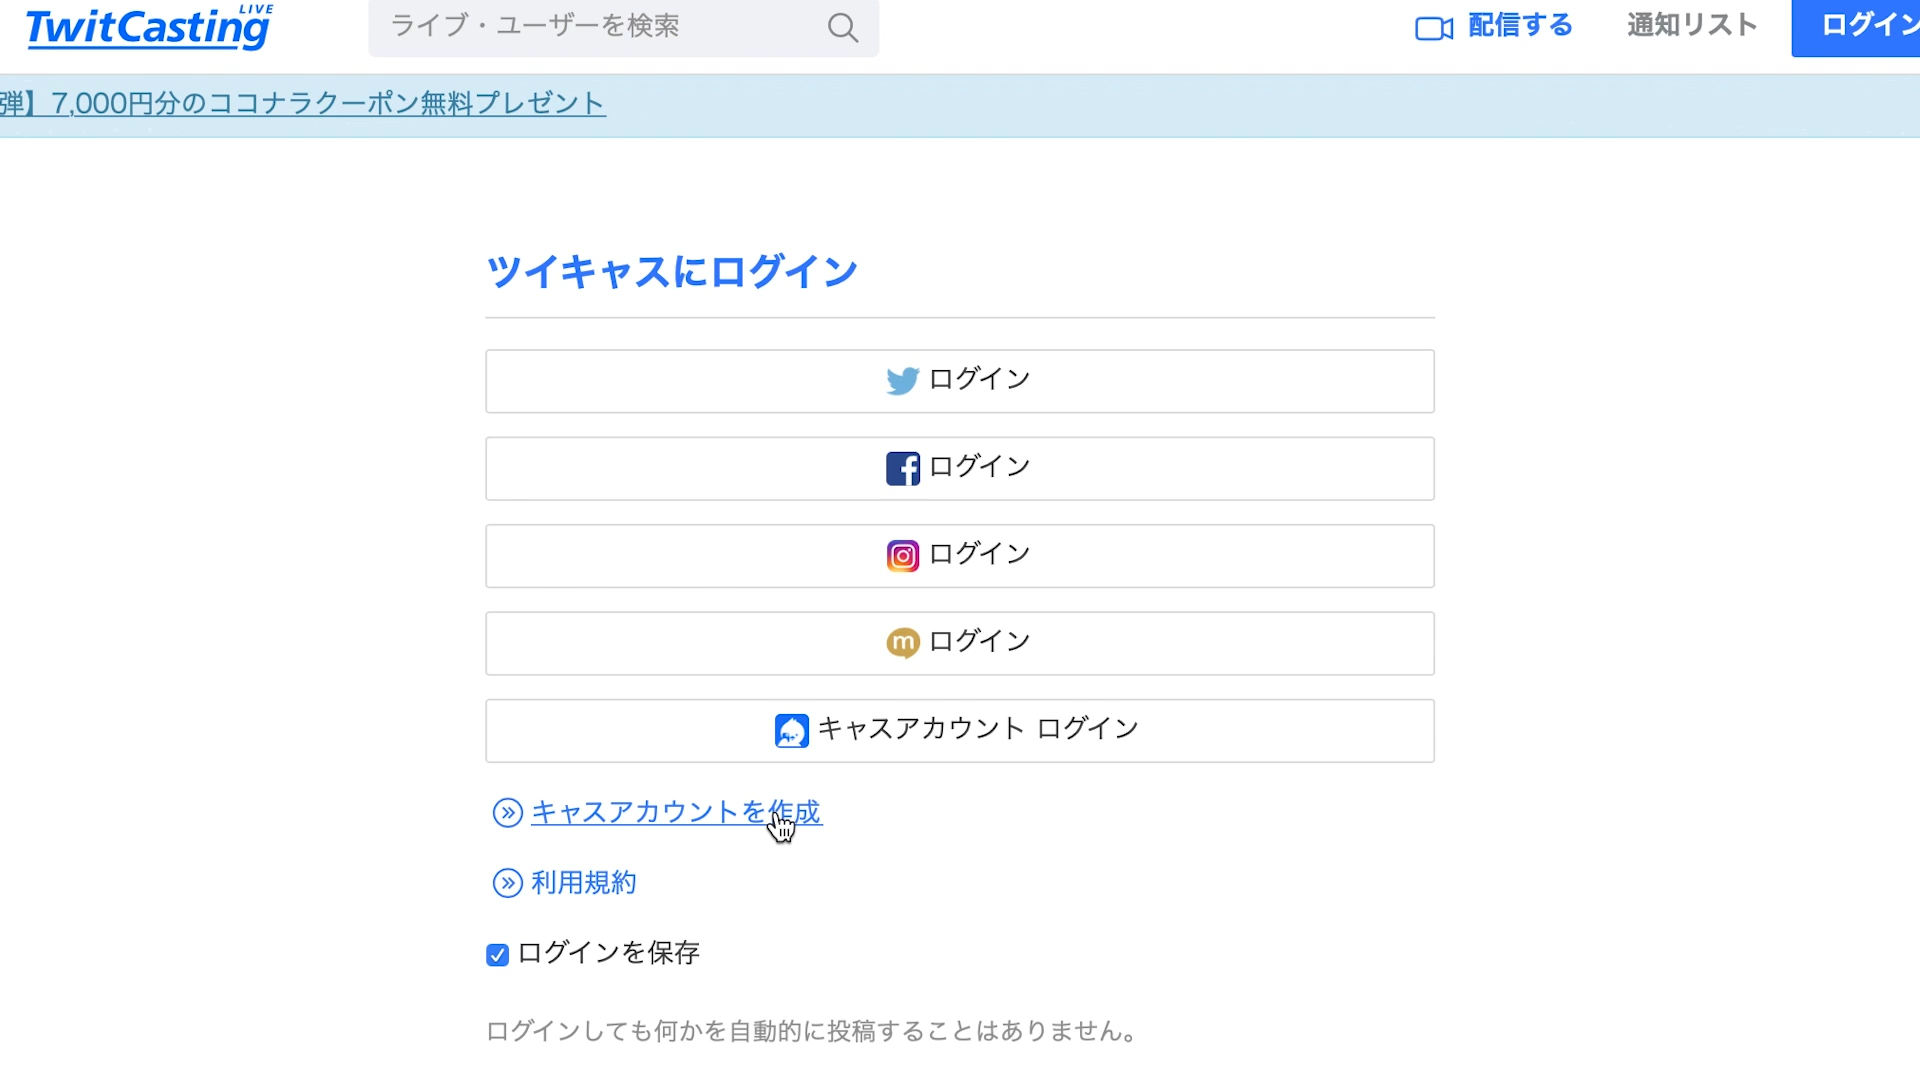 TwitCasting LIVE
ライブ・ユーザーを検索
配信する
通知リスト
ログイン
弾】7,000円分のココナラクーポン無料プレゼント
ツイキャスにログイン
ログイン
ログイン
ログイン
ログイン
キャスアカウント ログイン
キャスアカウントを作成
利用規約
ログインを保存
ログインしても何かを自動的に投稿することはありません。